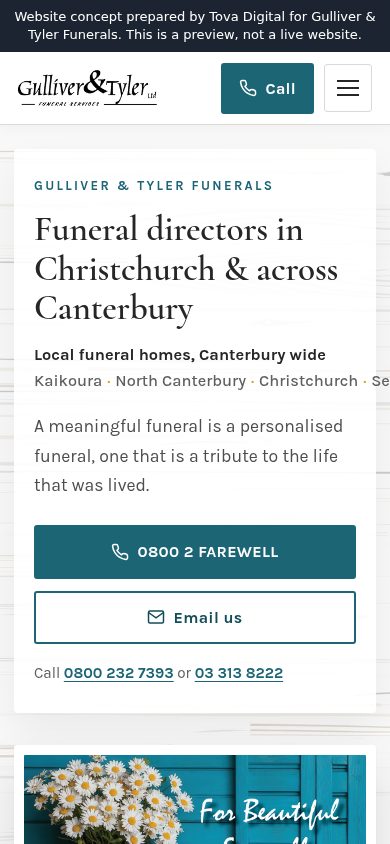 Website concept prepared by Tova Digital for Gulliver &
Tyler Funerals. This is a preview, not a live website.
Gulliver & Tyler Ltd
FUNERAL SERVICES
Call
GULLIVER & TYLER FUNERALS
Funeral directors in
Christchurch & across
Canterbury
Local funeral homes, Canterbury wide
Kaikoura · North Canterbury · Christchurch · Se
A meaningful funeral is a personalised
funeral, one that is a tribute to the life
that was lived.
0800 2 FAREWELL
Email us
Call 0800 232 7393 or 03 313 8222
For Beautiful